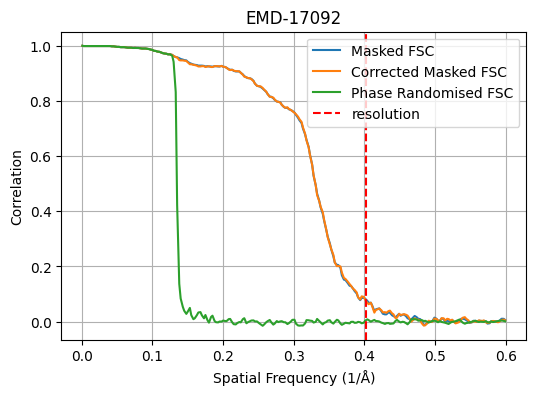 EMD-17092
Masked FSC
Corrected Masked FSC
Phase Randomised FSC
resolution
1.0
0.8
0.6
0.4
0.2
0.0
Correlation
0.0 0.1 0.2 0.3 0.4 0.5 0.6
Spatial Frequency (1/Å)